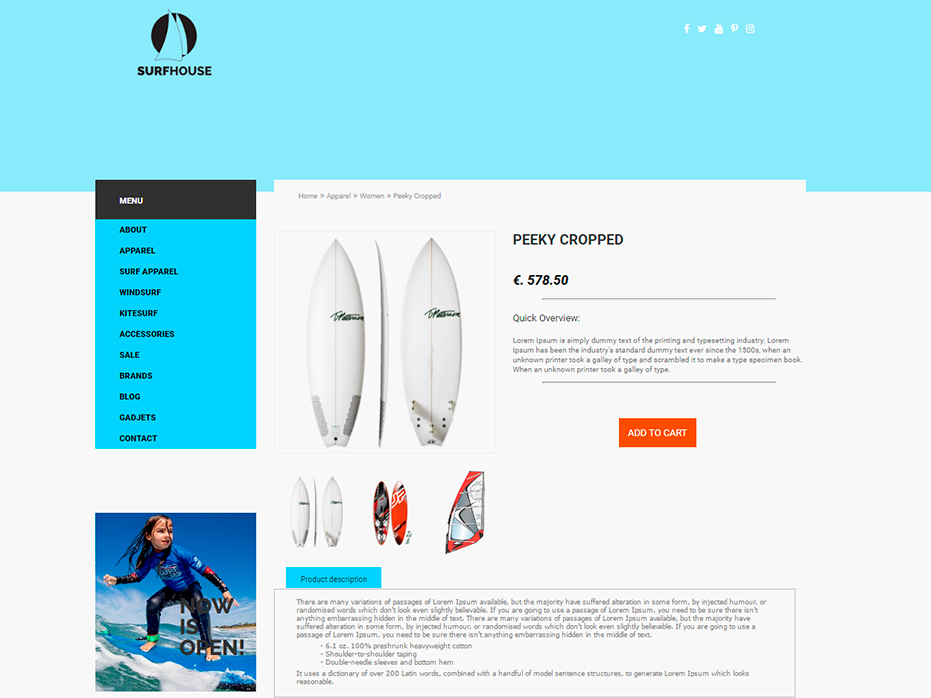 SURFHOUSE
MENU
ABOUT
APPAREL
SURF APPAREL
WINDSURF
KITESURF
ACCESSORIES
SALE
BRANDS
BLOG
GADJETS
CONTACT
NOW
IS
OPEN!
Home » Apparel » Women » Peeky Cropped
PEEKY CROPPED
€. 578.50
Quick Overview:
Lorem Ipsum is simply dummy text of the printing and typesetting industry. Lorem
Ipsum has been the industry's standard dummy text ever since the 1500s, when an
unknown printer took a galley of type and scrambled it to make a type specimen book.
When an unknown printer took a galley of type.
ADD TO CART
Product description
There are many variations of passages of Lorem Ipsum available, but the majority have suffered alteration in some form, by injected humour, or
randomised words which don't look even slightly believable. If you are going to use a passage of Lorem Ipsum, you need to be sure there isn't
anything embarrassing hidden in the middle of text. There are many variations of passages of Lorem Ipsum available, but the majority have
suffered alteration in some form, by injected humour, or randomised words which don't look even slightly believable. If you are going to use a
passage of Lorem Ipsum, you need to be sure there isn't anything embarrassing hidden in the middle of text.
- 6.1 oz. 100% preshrunk heavyweight cotton
- Shoulder-to-shoulder taping
- Double-needle sleeves and bottom hem
It uses a dictionary of over 200 Latin words, combined with a handful of model sentence structures, to generate Lorem Ipsum which looks
reasonable.